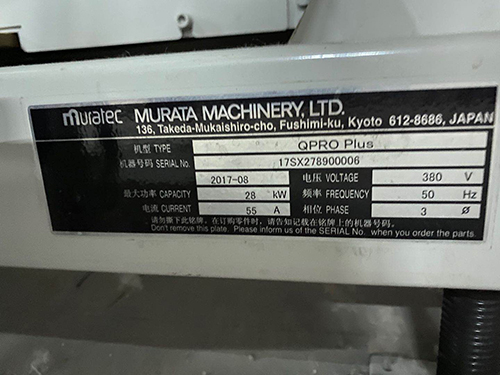 muratec MURATA MACHINERY, LTD.
136, Takeda-Mukaishiro-cho, Fushimi-ku, Kyoto 612-8686, JAPAN
机型 TYPE QPRO Plus
机器号码 SERIAL No. 17SX278900006
2017-08 电压 VOLTAGE 380 V
最大功率 CAPACITY 28 kW 频率 FREQUENCY 50 Hz
电流 CURRENT 55 A 相位 PHASE 3 Ø
请勿撕下此铭牌。在订购零件时，请告知记载在铭牌上的机器号码。
Don't remove this plate. Please inform us of the SERIAL No. when you order the parts.